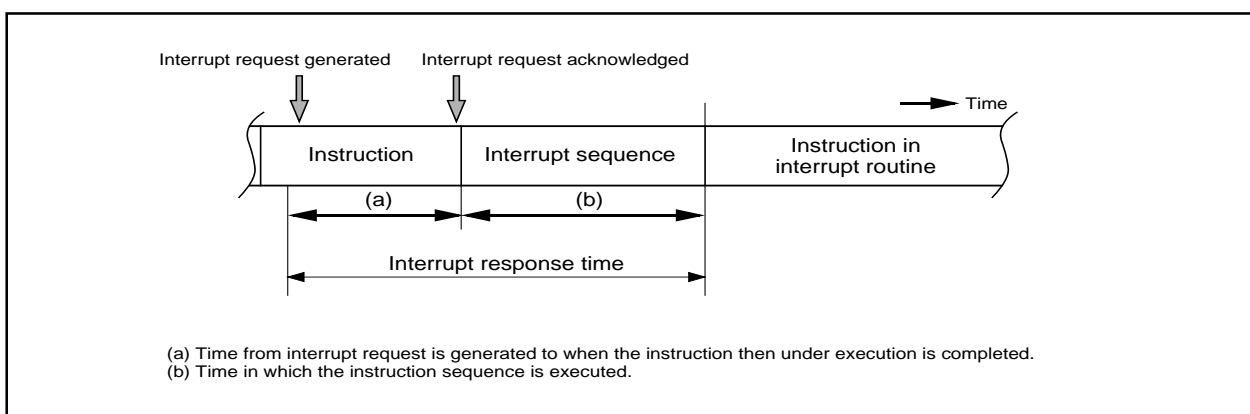 Interrupt request generated
Interrupt request acknowledged
Time
Instruction
Interrupt sequence
Instruction in
interrupt routine
(a)
(b)
Interrupt response time
(a) Time from interrupt request is generated to when the instruction then under execution is completed.
(b) Time in which the instruction sequence is executed.